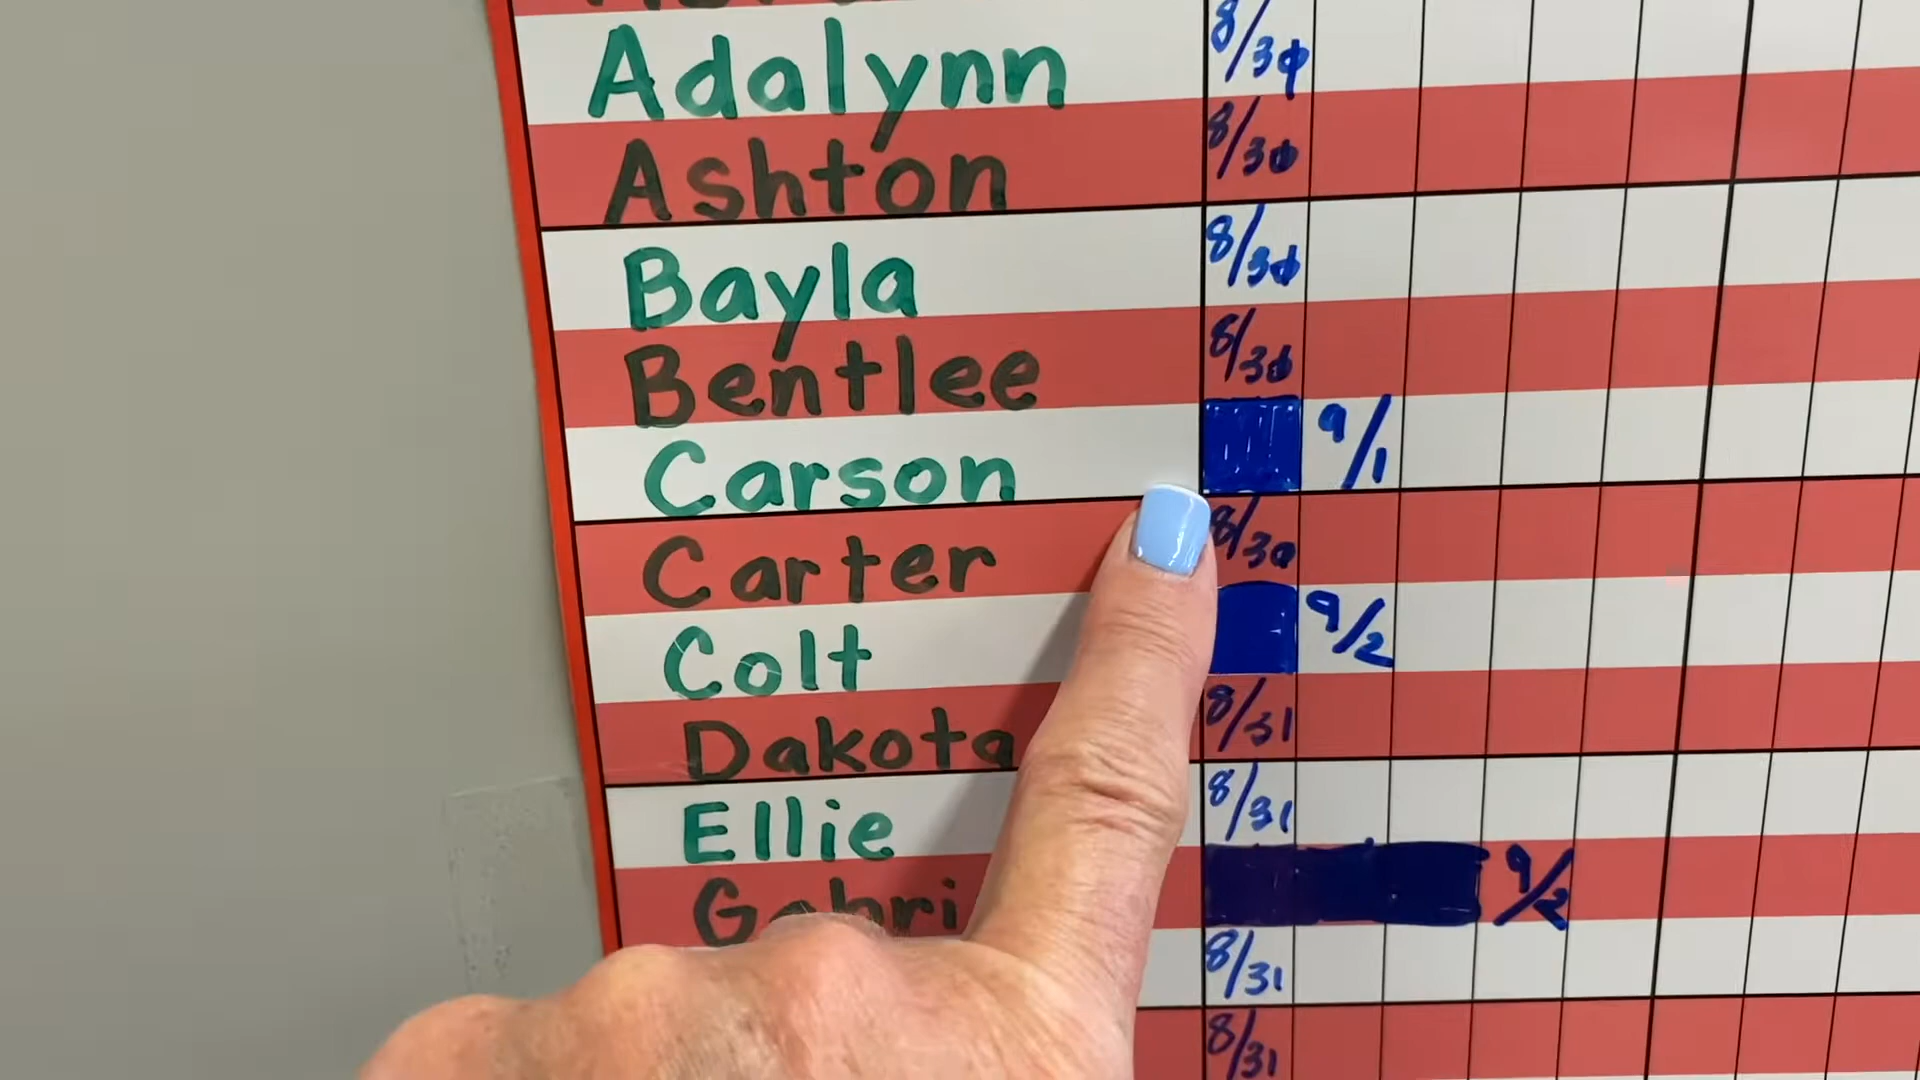 Adalynn 8/30
Ashton 8/30
Bayla 8/30
Bentlee 8/30
Carson 9/1
Carter 8/30
Colt 9/2
Dakota 8/31
Ellie 8/31
9/2
8/31
8/31